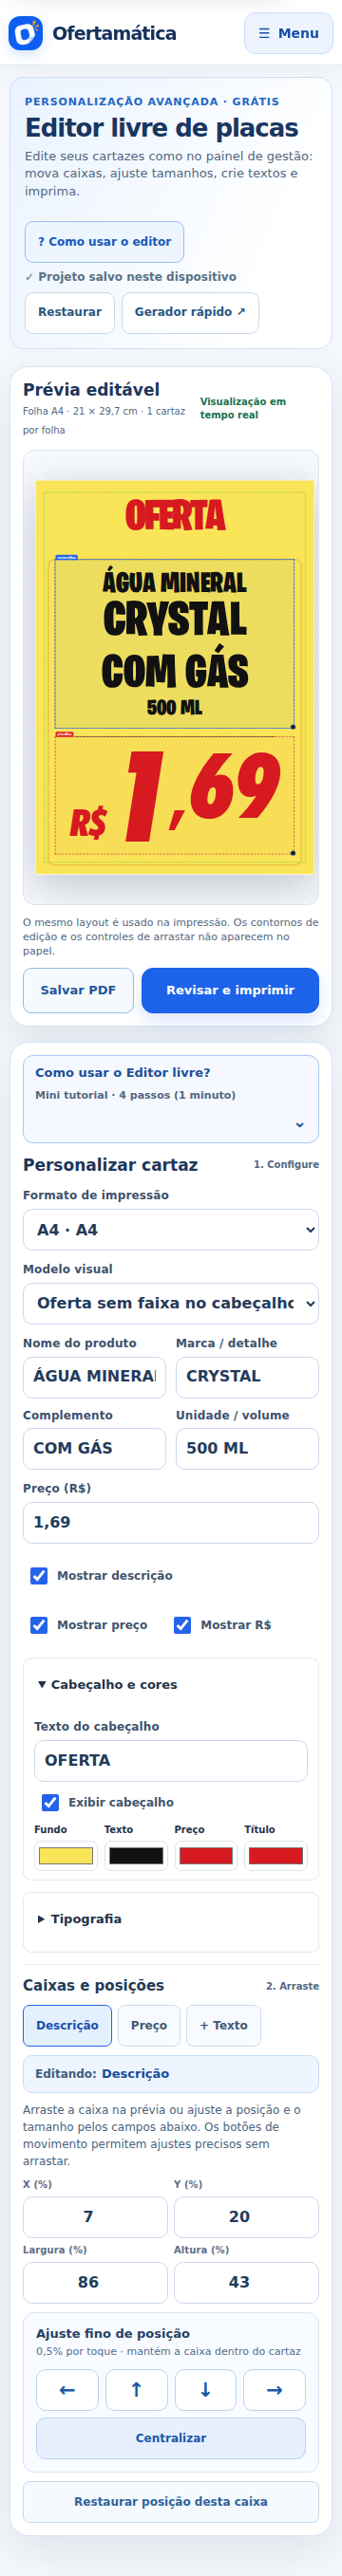 Ofertamática
☰ Menu
PERSONALIZAÇÃO AVANÇADA · GRÁTIS
Editor livre de placas
Edite seus cartazes como no painel de gestão:
mova caixas, ajuste tamanhos, crie textos e
imprima.
? Como usar o editor
✓ Projeto salvo neste dispositivo
Restaurar
Gerador rápido ↗
Prévia editável
Folha A4 · 21 × 29,7 cm · 1 cartaz
por folha
Visualização em
tempo real
OFERTA
ÁGUA MINERAL
CRYSTAL
COM GÁS
500 ML
R$ 1,69
O mesmo layout é usado na impressão. Os contornos de
edição e os controles de arrastar não aparecem no
papel.
Salvar PDF
Revisar e imprimir
Como usar o Editor livre?
Mini tutorial · 4 passos (1 minuto)
Personalizar cartaz
1. Configure
Formato de impressão
A4 · A4
Modelo visual
Oferta sem faixa no cabeçalho
Nome do produto
Marca / detalhe
ÁGUA MINERAL
CRYSTAL
Complemento
Unidade / volume
COM GÁS
500 ML
Preço (R$)
1,69
Mostrar descrição
Mostrar preço
Mostrar R$
▼ Cabeçalho e cores
Texto do cabeçalho
OFERTA
Exibir cabeçalho
Fundo
Texto
Preço
Título
▶ Tipografia
Caixas e posições
2. Arraste
Descrição
Preço
+ Texto
Editando: Descrição
Arraste a caixa na prévia ou ajuste a posição e o
tamanho pelos campos abaixo. Os botões de
movimento permitem ajustes precisos sem
arrastar.
X (%)
Y (%)
7
20
Largura (%)
Altura (%)
86
43
Ajuste fino de posição
0,5% por toque · mantém a caixa dentro do cartaz
← ↑ ↓ →
Centralizar
Restaurar posição desta caixa